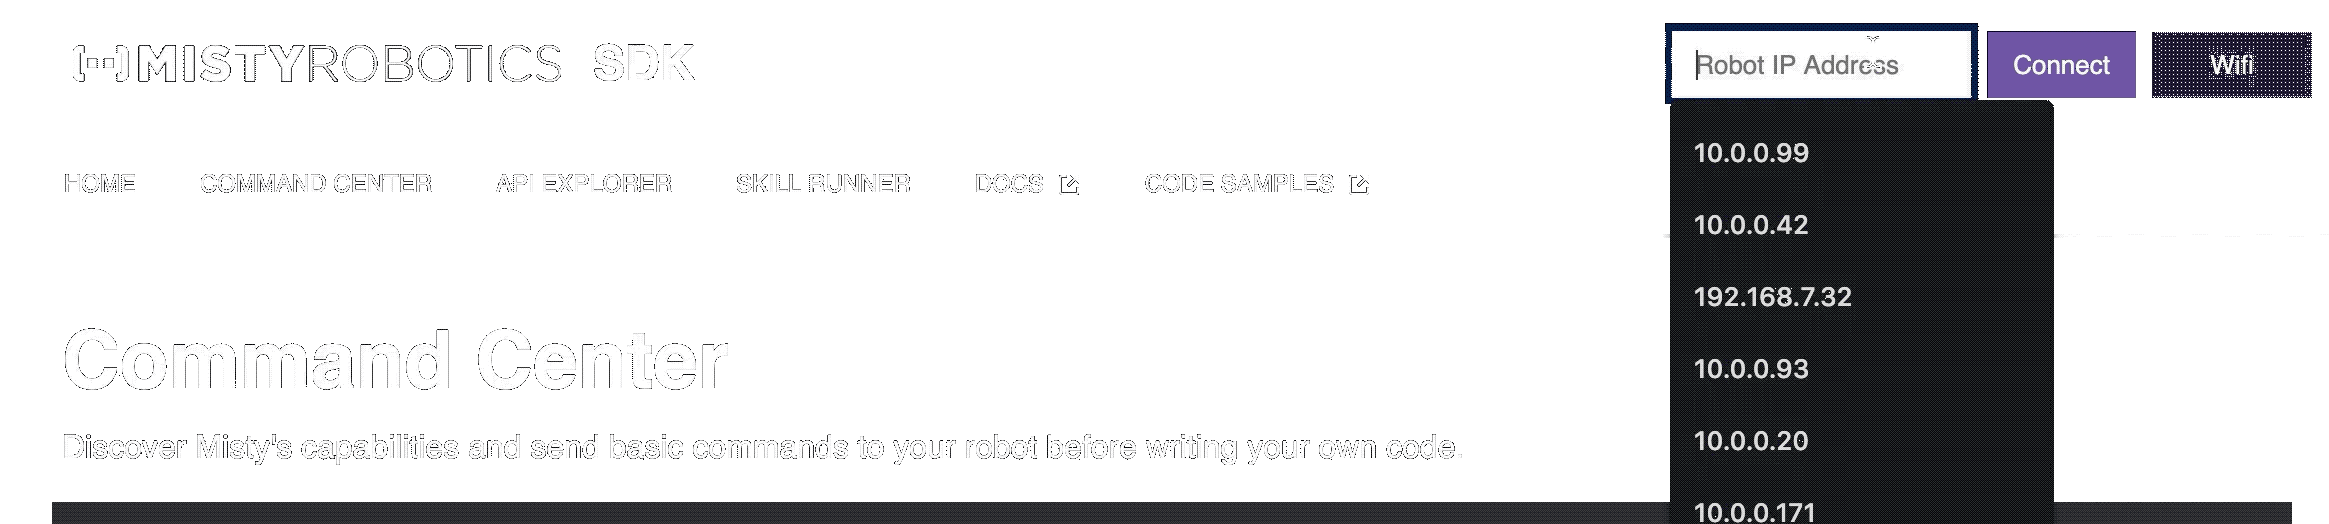 MISTYROBOTICS SDK
Robot IP Address
Connect
Wifi
HOME
COMMAND CENTER
API EXPLORER
SKILL RUNNER
DOCS
CODE SAMPLES
10.0.0.99
10.0.0.42
192.168.7.32
10.0.0.93
10.0.0.20
10.0.0.171
Command Center
Discover Misty's capabilities and send basic commands to your robot before writing your own code.